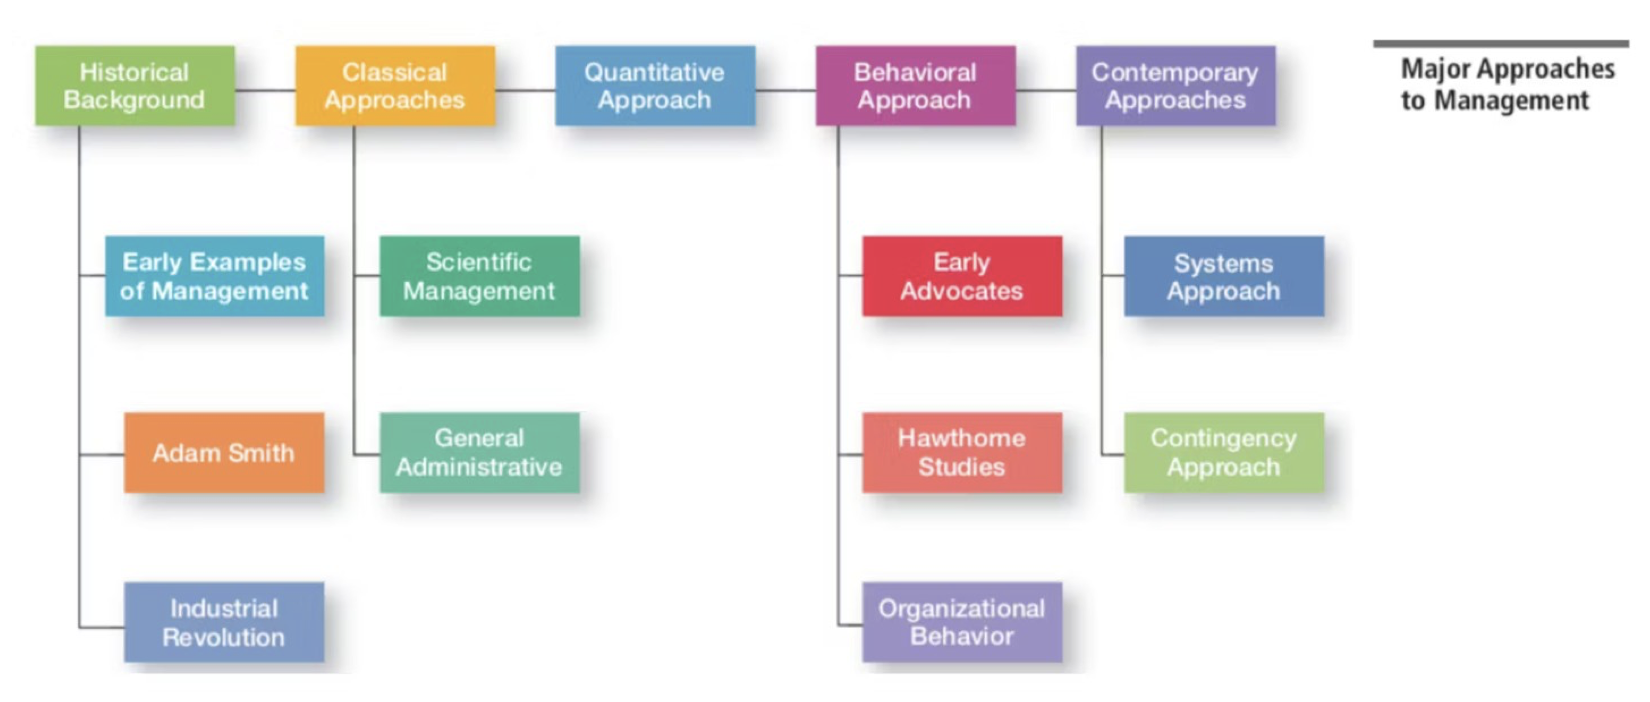 Historical
Background
Classical
Approaches
Quantitative
Approach
Behavioral
Approach
Contemporary
Approaches
Major Approaches
to Management
Early Examples
of Management
Scientific
Management
Early
Advocates
Systems
Approach
Adam Smith
General
Administrative
Hawthorne
Studies
Contingency
Approach
Industrial
Revolution
Organizational
Behavior